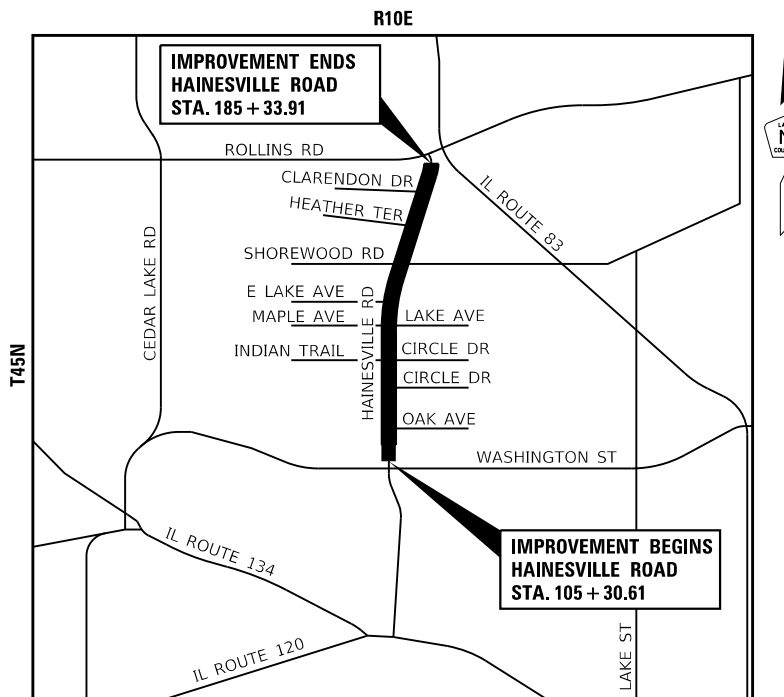 R10E
IMPROVEMENT ENDS
HAINESVILLE ROAD
STA. 185 + 33.91
ROLLINS RD
CLARENDON DR
HEATHER TER
IL ROUTE 83
SHOREWOOD RD
CEDAR LAKE RD
E LAKE AVE
HAINESVILLE RD
MAPLE AVE
LAKE AVE
T45N
INDIAN TRAIL
CIRCLE DR
CIRCLE DR
OAK AVE
WASHINGTON ST
IL ROUTE 134
IMPROVEMENT BEGINS
HAINESVILLE ROAD
STA. 105 + 30.61
IL ROUTE 120
LAKE ST